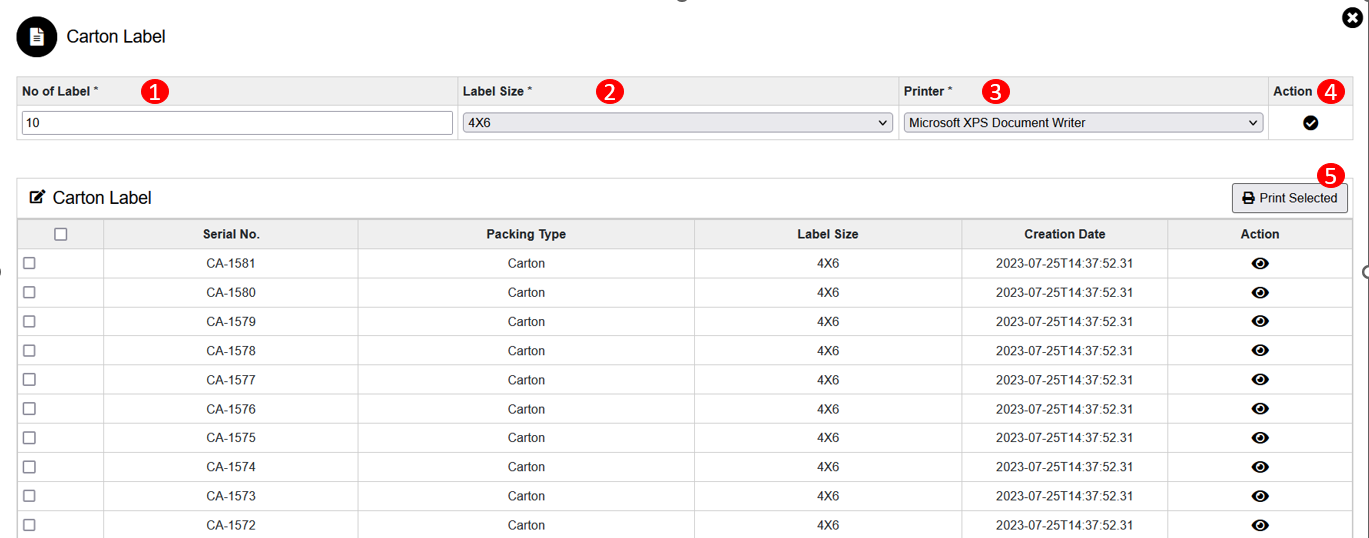 Carton Label
No of Label * 1 Label Size * 2 Printer * 3 Action 4
10 4X6 Microsoft XPS Document Writer
5
Carton Label Print Selected
Serial No. Packing Type Label Size Creation Date Action
CA-1581 Carton 4X6 2023-07-25T14:37:52.31
CA-1580 Carton 4X6 2023-07-25T14:37:52.31
CA-1579 Carton 4X6 2023-07-25T14:37:52.31
CA-1578 Carton 4X6 2023-07-25T14:37:52.31
CA-1577 Carton 4X6 2023-07-25T14:37:52.31
CA-1576 Carton 4X6 2023-07-25T14:37:52.31
CA-1575 Carton 4X6 2023-07-25T14:37:52.31
CA-1574 Carton 4X6 2023-07-25T14:37:52.31
CA-1573 Carton 4X6 2023-07-25T14:37:52.31
CA-1572 Carton 4X6 2023-07-25T14:37:52.31